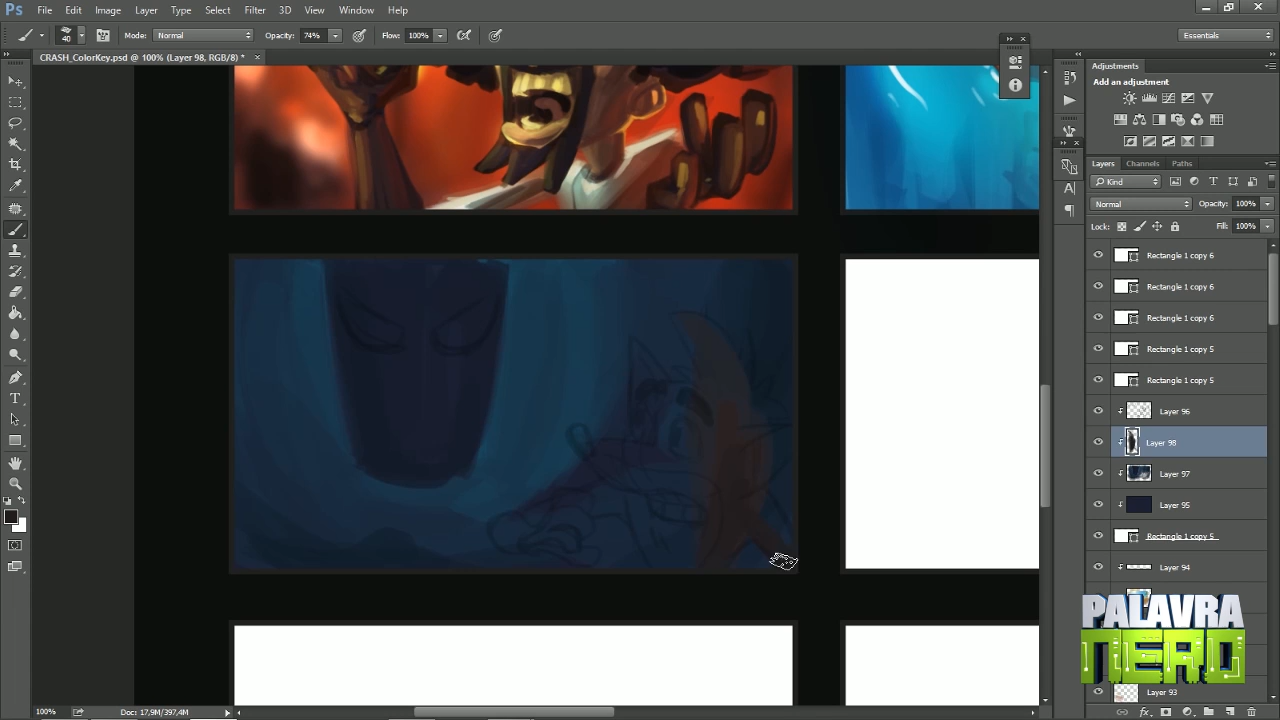 Ps File Edit Image Layer Type Select Filter 3D View Window Help
40 Mode: Normal Opacity: 74% Flow: 100% Essentials
CRASH_ColorKey.psd @ 100% (Layer 98, RGB/8) * ×
Adjustments
Add an adjustment
Layers Channels Paths
Kind
Normal Opacity: 100%
Lock: Fill: 100%
Rectangle 1 copy 6
Rectangle 1 copy 6
Rectangle 1 copy 6
Rectangle 1 copy 5
Rectangle 1 copy 5
Layer 96
Layer 98
Layer 97
Layer 95
Rectangle 1 copy 5
Layer 94
PALAVRA
NERD
Layer 93
100% Doc: 17,9M/397,4M